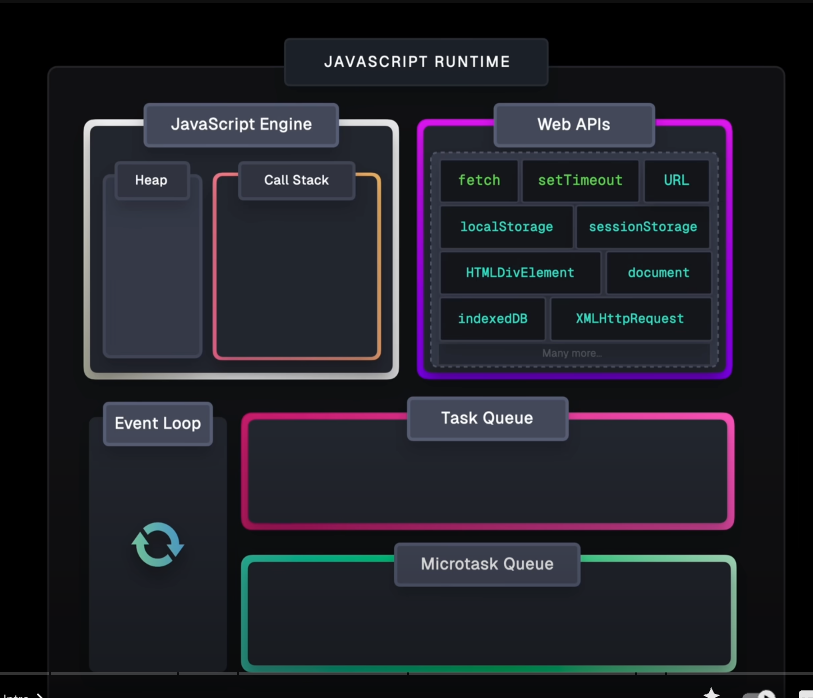 JAVASCRIPT RUNTIME
JavaScript Engine
Web APIs
Heap
Call Stack
fetch
setTimeout
URL
localStorage
sessionStorage
HTMLDivElement
document
indexedDB
XMLHttpRequest
Many more..
Event Loop
Task Queue
Microtask Queue